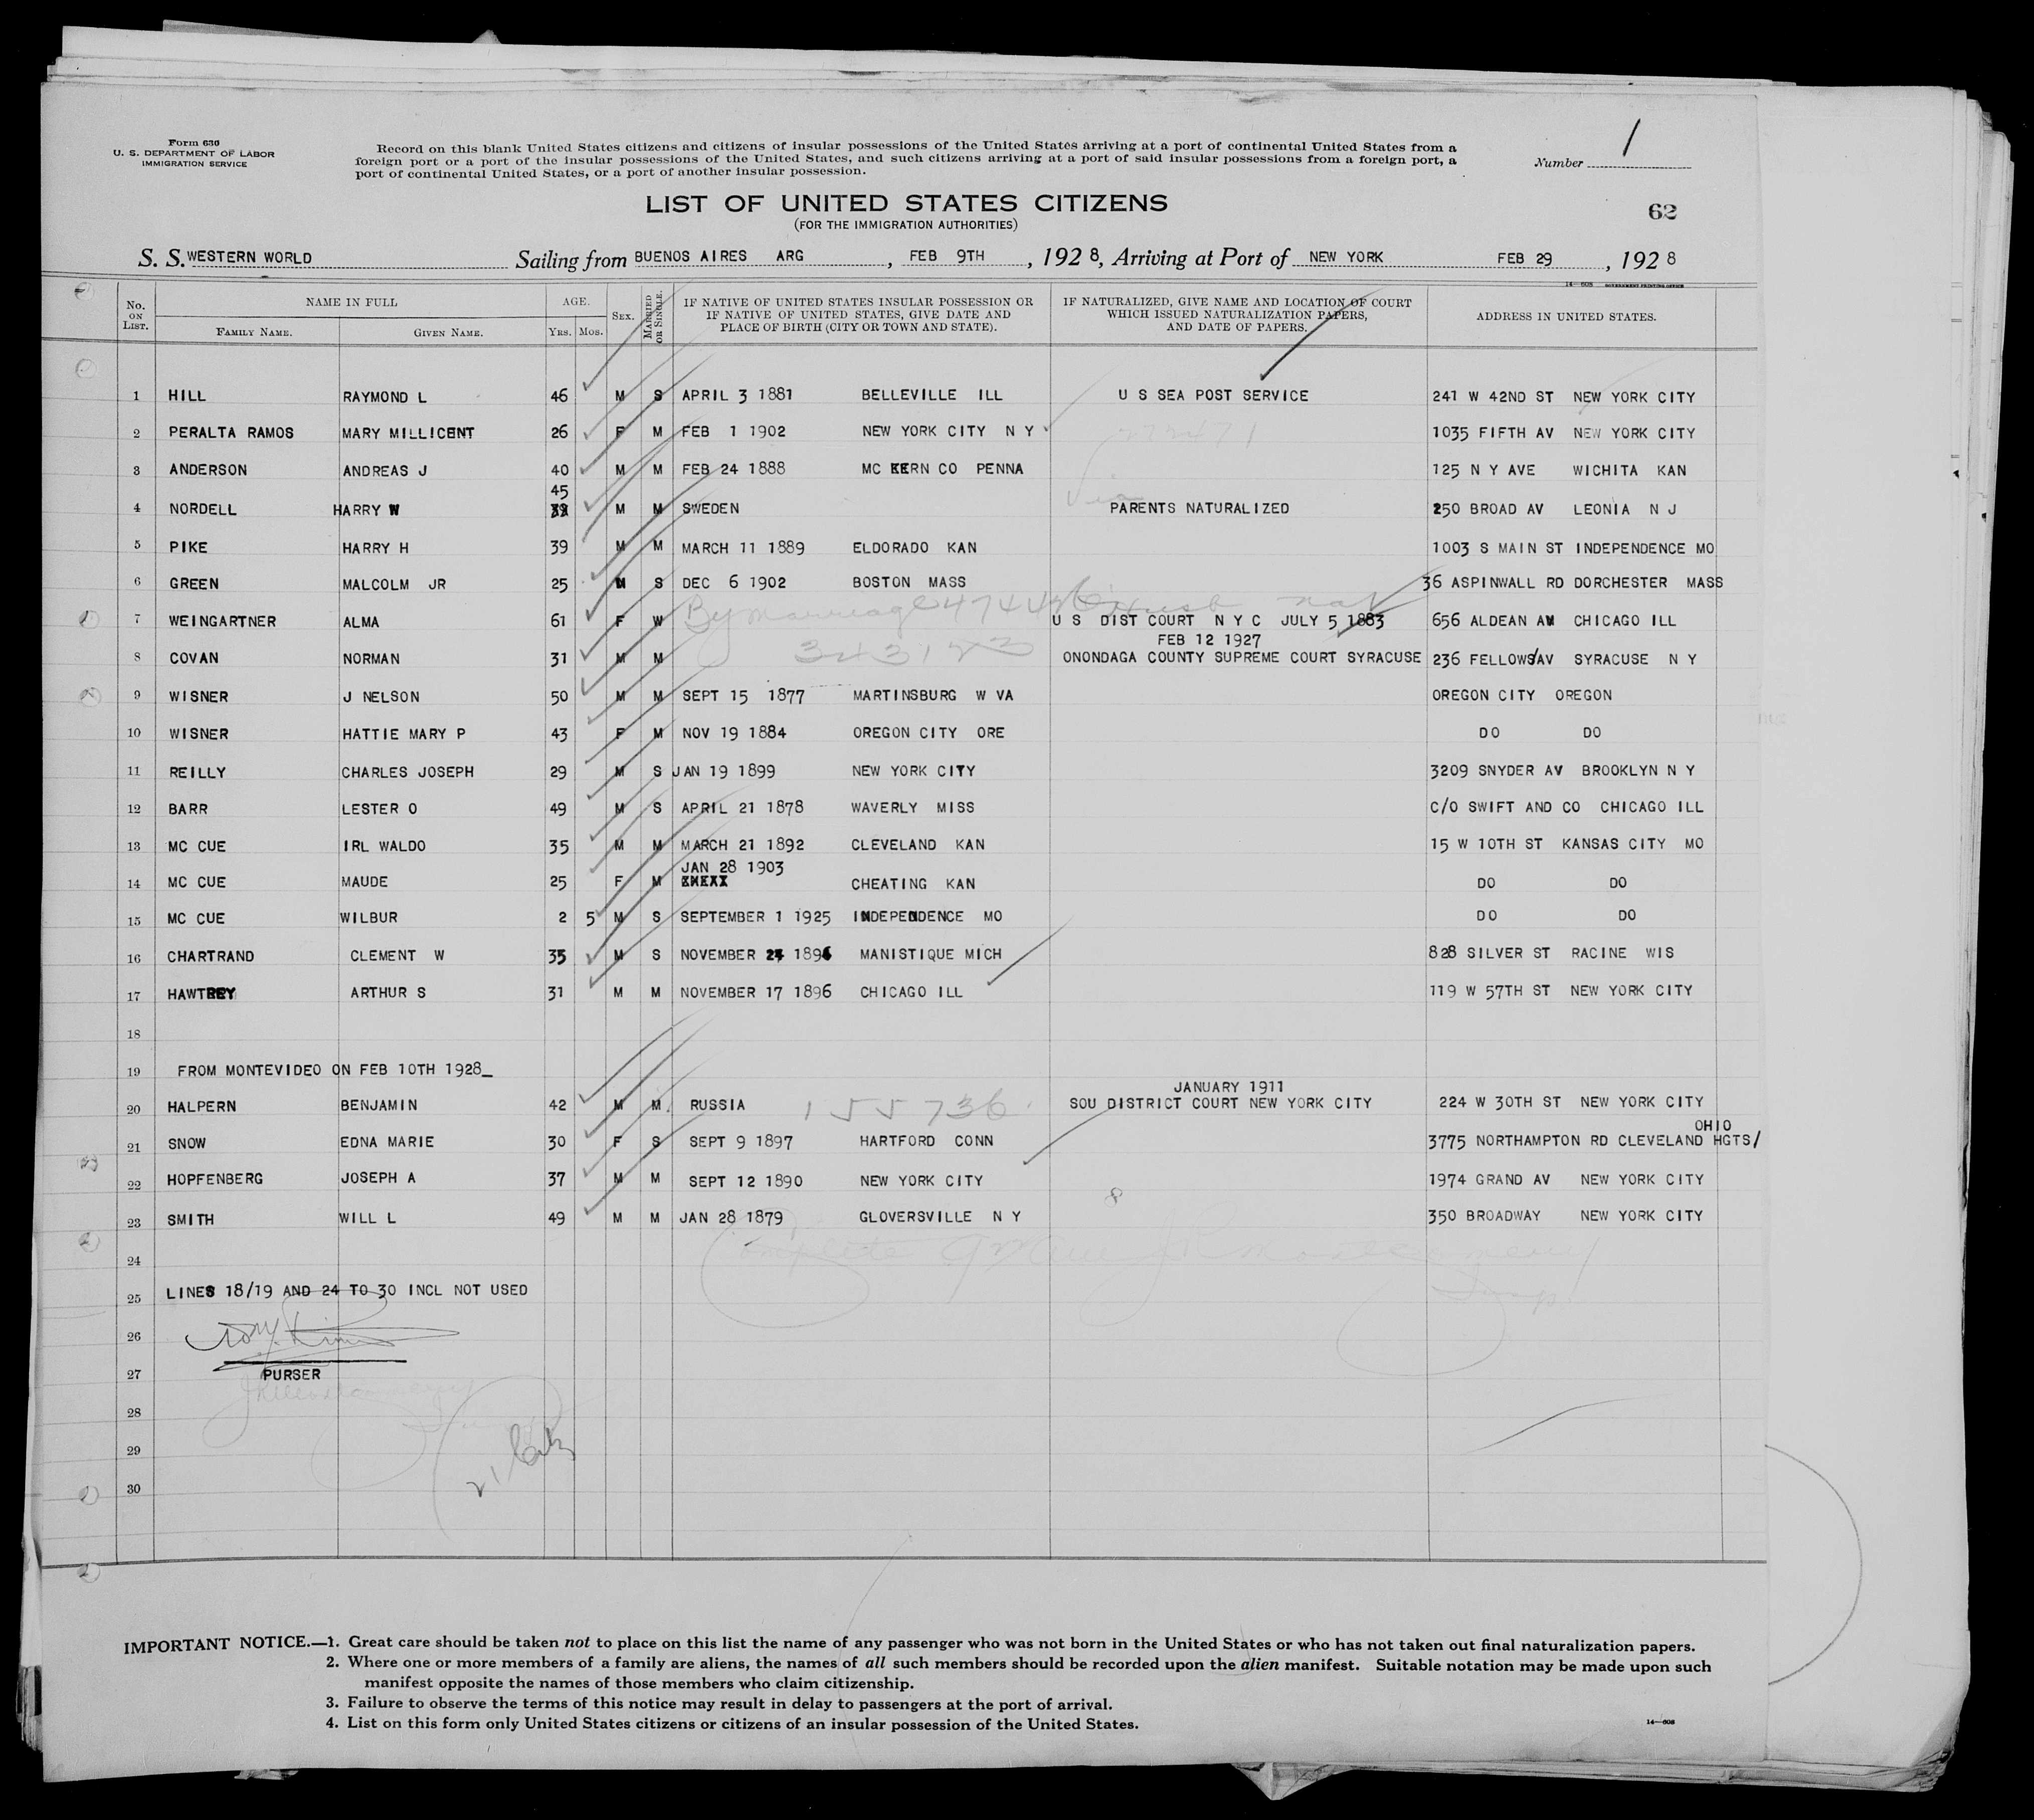 Form 630
U. S. DEPARTMENT OF LABOR
IMMIGRATION SERVICE
Record on this blank United States citizens and citizens of insular possessions of the United States arriving at a port of continental United States from a
foreign port or a port of the insular possessions of the United States, and such citizens arriving at a port of said insular possessions from a foreign port, a
port of continental United States, or a port of another insular possession.
Number 1
LIST OF UNITED STATES CITIZENS
62
(FOR THE IMMIGRATION AUTHORITIES)
S. S. WESTERN WORLD Sailing from BUENOS AIRES ARG , FEB 9TH , 192 8, Arriving at Port of NEW YORK FEB 29 , 192 8
14—608 GOVERNMENT PRINTING OFFICE
No. ON LIST. NAME IN FULL FAMILY NAME. GIVEN NAME. AGE. YRS. MOS. SEX. MARRIED OR SINGLE. IF NATIVE OF UNITED STATES INSULAR POSSESSION OR IF NATIVE OF UNITED STATES, GIVE DATE AND PLACE OF BIRTH (CITY OR TOWN AND STATE). IF NATURALIZED, GIVE NAME AND LOCATION OF COURT WHICH ISSUED NATURALIZATION PAPERS, AND DATE OF PAPERS. ADDRESS IN UNITED STATES.
1 HILL RAYMOND L 46 M S APRIL 3 1881 BELLEVILLE ILL U S SEA POST SERVICE 241 W 42ND ST NEW YORK CITY
2 PERALTA RAMOS MARY MILLICENT 26 F M FEB 1 1902 NEW YORK CITY N Y 1035 FIFTH AV NEW YORK CITY
3 ANDERSON ANDREAS J 40 M M FEB 24 1888 MC KERN CO PENNA 125 N Y AVE WICHITA KAN
45
4 NORDELL HARRY W M M SWEDEN PARENTS NATURALIZED 250 BROAD AV LEONIA N J
5 PIKE HARRY H 39 M M MARCH 11 1889 ELDORADO KAN 1003 S MAIN ST INDEPENDENCE MO
6 GREEN MALCOLM JR 25 M S DEC 6 1902 BOSTON MASS 36 ASPINWALL RD DORCHESTER MASS
By marriage Husb nat
7 WEINGARTNER ALMA 61 F W U S DIST COURT N Y C JULY 5 1883 656 ALDEAN AV CHICAGO ILL
343123 FEB 12 1927
8 COVAN NORMAN 31 M M ONONDAGA COUNTY SUPREME COURT SYRACUSE 236 FELLOWS/AV SYRACUSE N Y
9 WISNER J NELSON 50 M M SEPT 15 1877 MARTINSBURG W VA OREGON CITY OREGON
10 WISNER HATTIE MARY P 43 F M NOV 19 1884 OREGON CITY ORE DO DO
11 REILLY CHARLES JOSEPH 29 M S JAN 19 1899 NEW YORK CITY 3209 SNYDER AV BROOKLYN N Y
12 BARR LESTER O 49 M S APRIL 21 1878 WAVERLY MISS C/O SWIFT AND CO CHICAGO ILL
13 MC CUE IRL WALDO 35 M M MARCH 21 1892 CLEVELAND KAN 15 W 10TH ST KANSAS CITY MO
JAN 28 1903
14 MC CUE MAUDE 25 F M CHEATING KAN DO DO
15 MC CUE WILBUR 2 5 M S SEPTEMBER 1 1925 INDEPENDENCE MO DO DO
16 CHARTRAND CLEMENT W 35 M S NOVEMBER 24 1896 MANISTIQUE MICH 828 SILVER ST RACINE WIS
17 HAWTREY ARTHUR S 31 M M NOVEMBER 17 1896 CHICAGO ILL 119 W 57TH ST NEW YORK CITY
18
19 FROM MONTEVIDEO ON FEB 10TH 1928_
JANUARY 1911
20 HALPERN BENJAMIN 42 M M RUSSIA 155736 SOU DISTRICT COURT NEW YORK CITY 224 W 30TH ST NEW YORK CITY
OHIO
21 SNOW EDNA MARIE 30 F S SEPT 9 1897 HARTFORD CONN 3775 NORTHAMPTON RD CLEVELAND HGTS/
22 HOPFENBERG JOSEPH A 37 M M SEPT 12 1890 NEW YORK CITY 1974 GRAND AV NEW YORK CITY
8
23 SMITH WILL L 49 M M JAN 28 1879 GLOVERSVILLE N Y 350 BROADWAY NEW YORK CITY
24
25 LINES 18/19 AND 24 TO 30 INCL NOT USED
26
27 PURSER
28
29
30
IMPORTANT NOTICE.—1. Great care should be taken not to place on this list the name of any passenger who was not born in the United States or who has not taken out final naturalization papers.
2. Where one or more members of a family are aliens, the names of all such members should be recorded upon the alien manifest. Suitable notation may be made upon such
manifest opposite the names of those members who claim citizenship.
3. Failure to observe the terms of this notice may result in delay to passengers at the port of arrival.
4. List on this form only United States citizens or citizens of an insular possession of the United States.
14—608